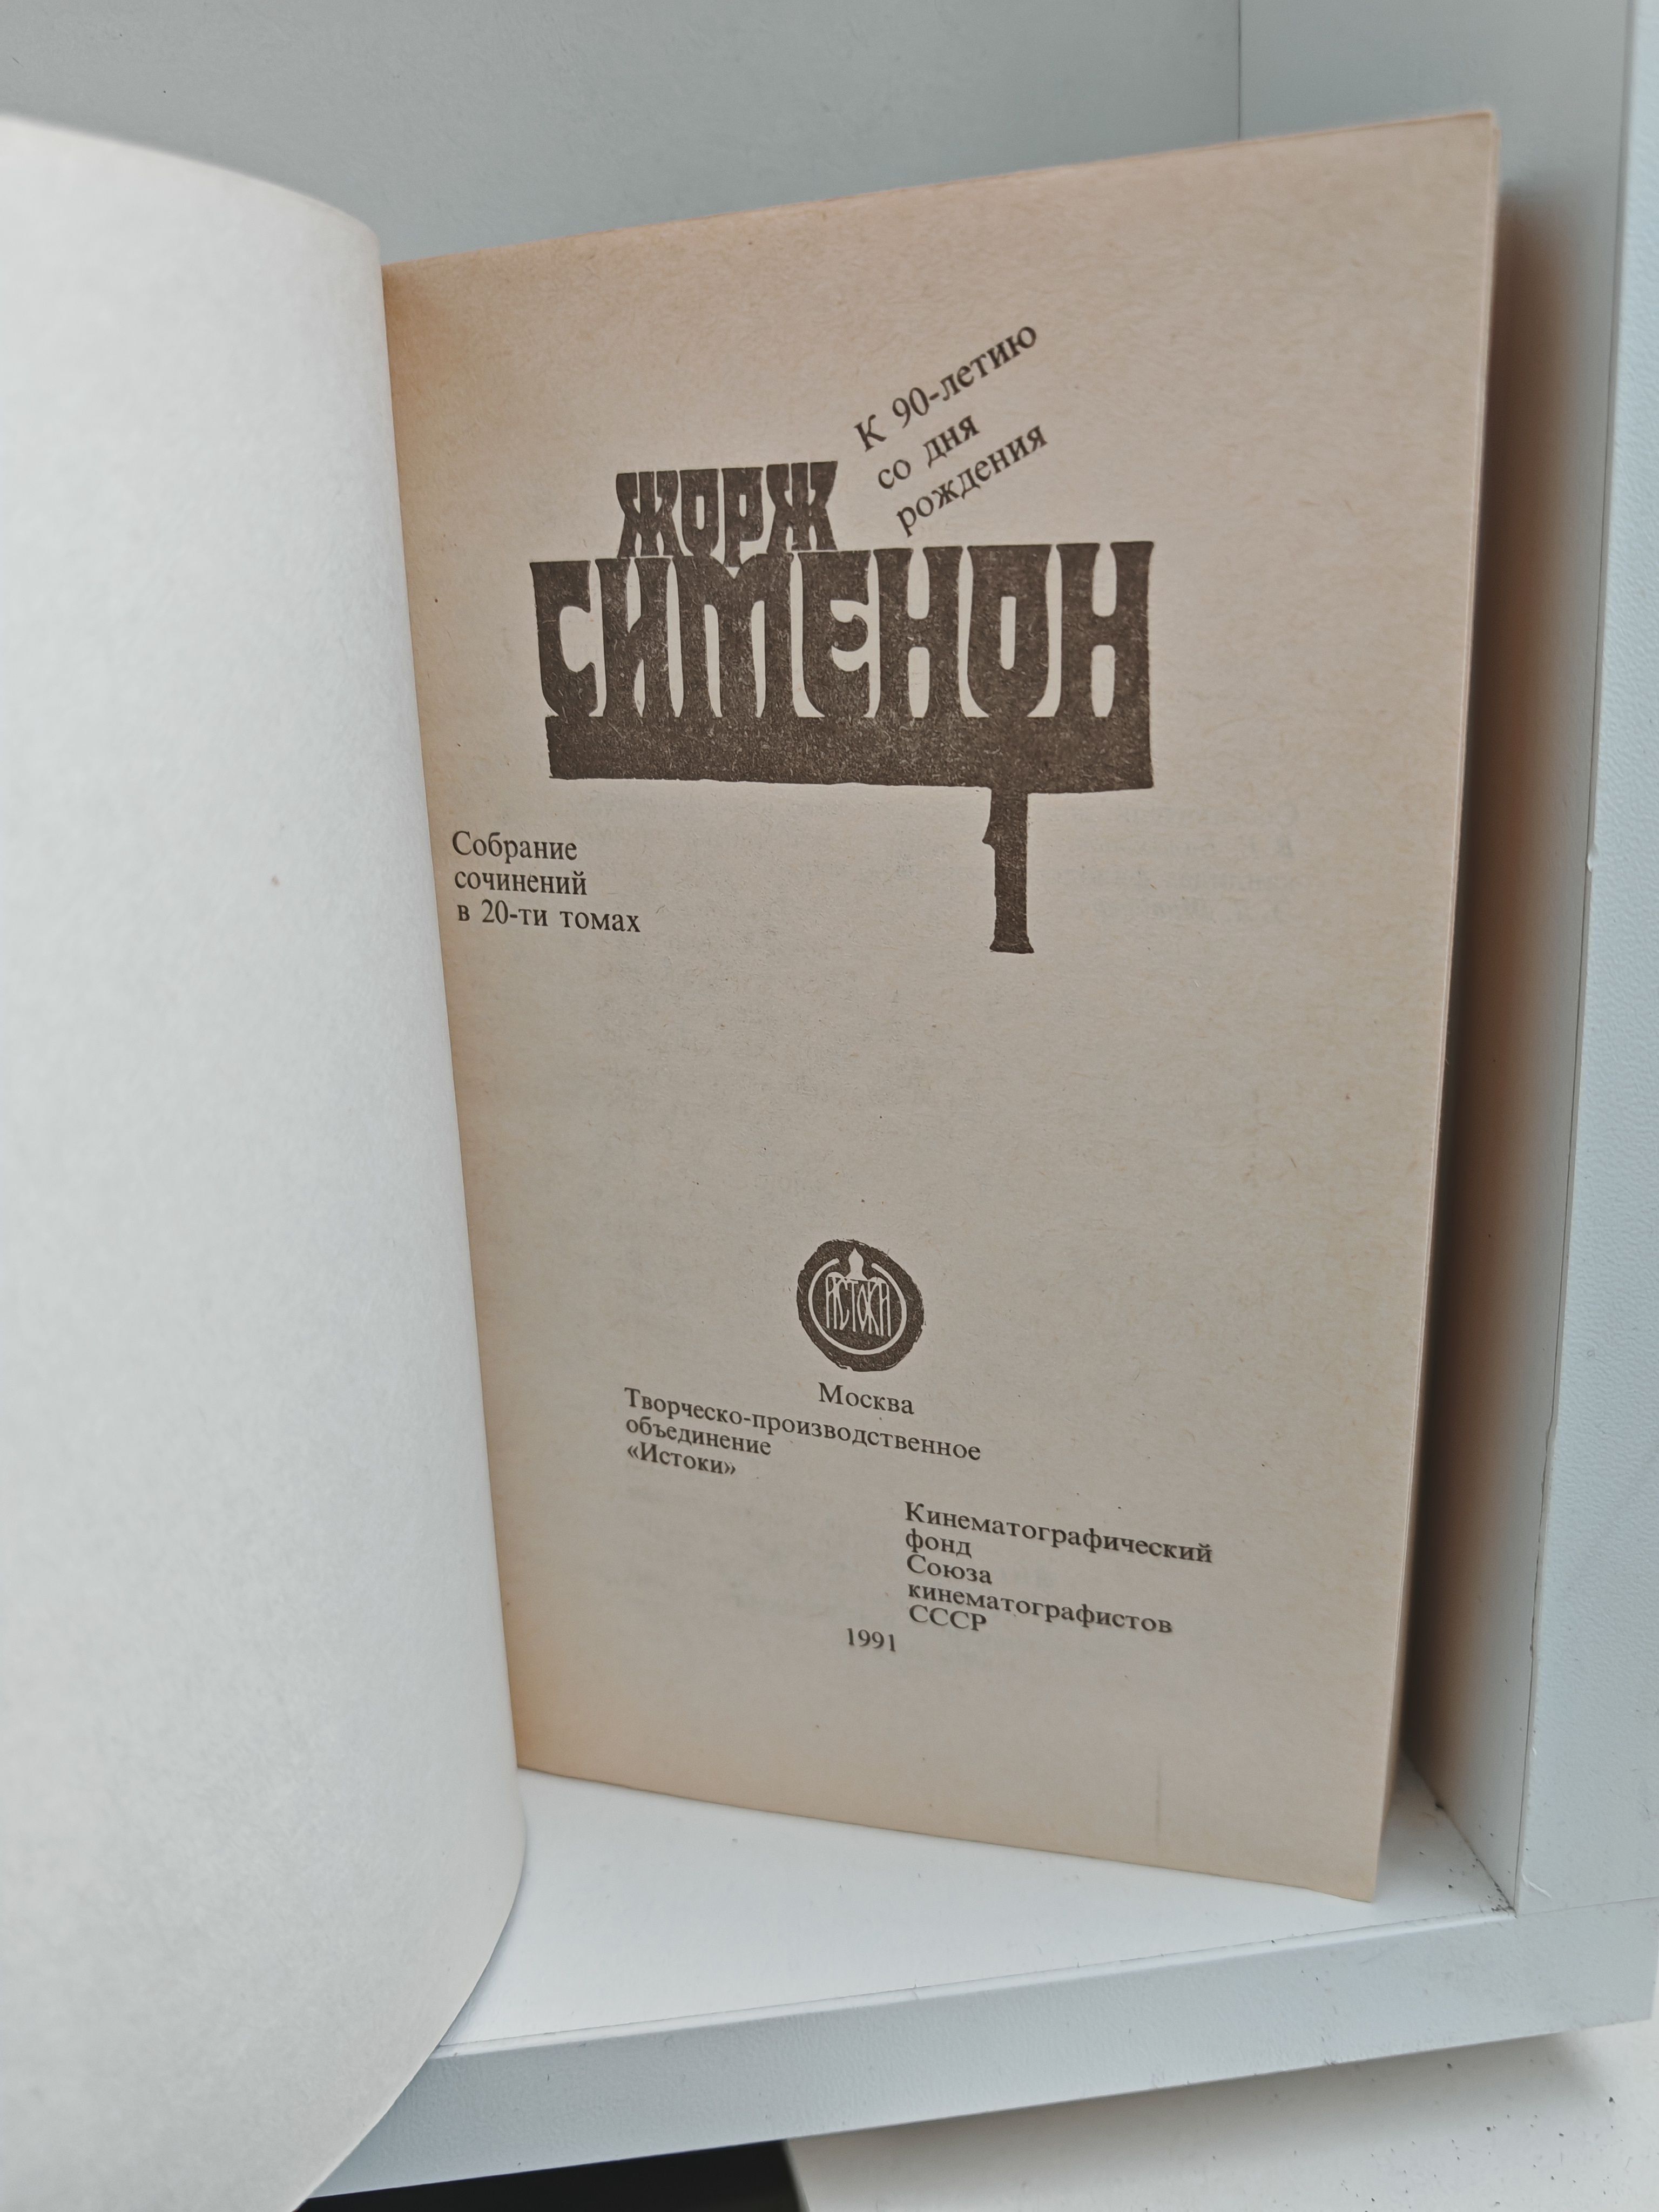 К 90-летию
со дня
рождения
ЖОРЖ
СИМЕНОН
1
Собрание
сочинений
в 20-ти томах
ИСТОКИ
Москва
Творческо-производственное
объединение
«Истоки»
Кинематографический
фонд
Союза
кинематографистов
СССР
1991